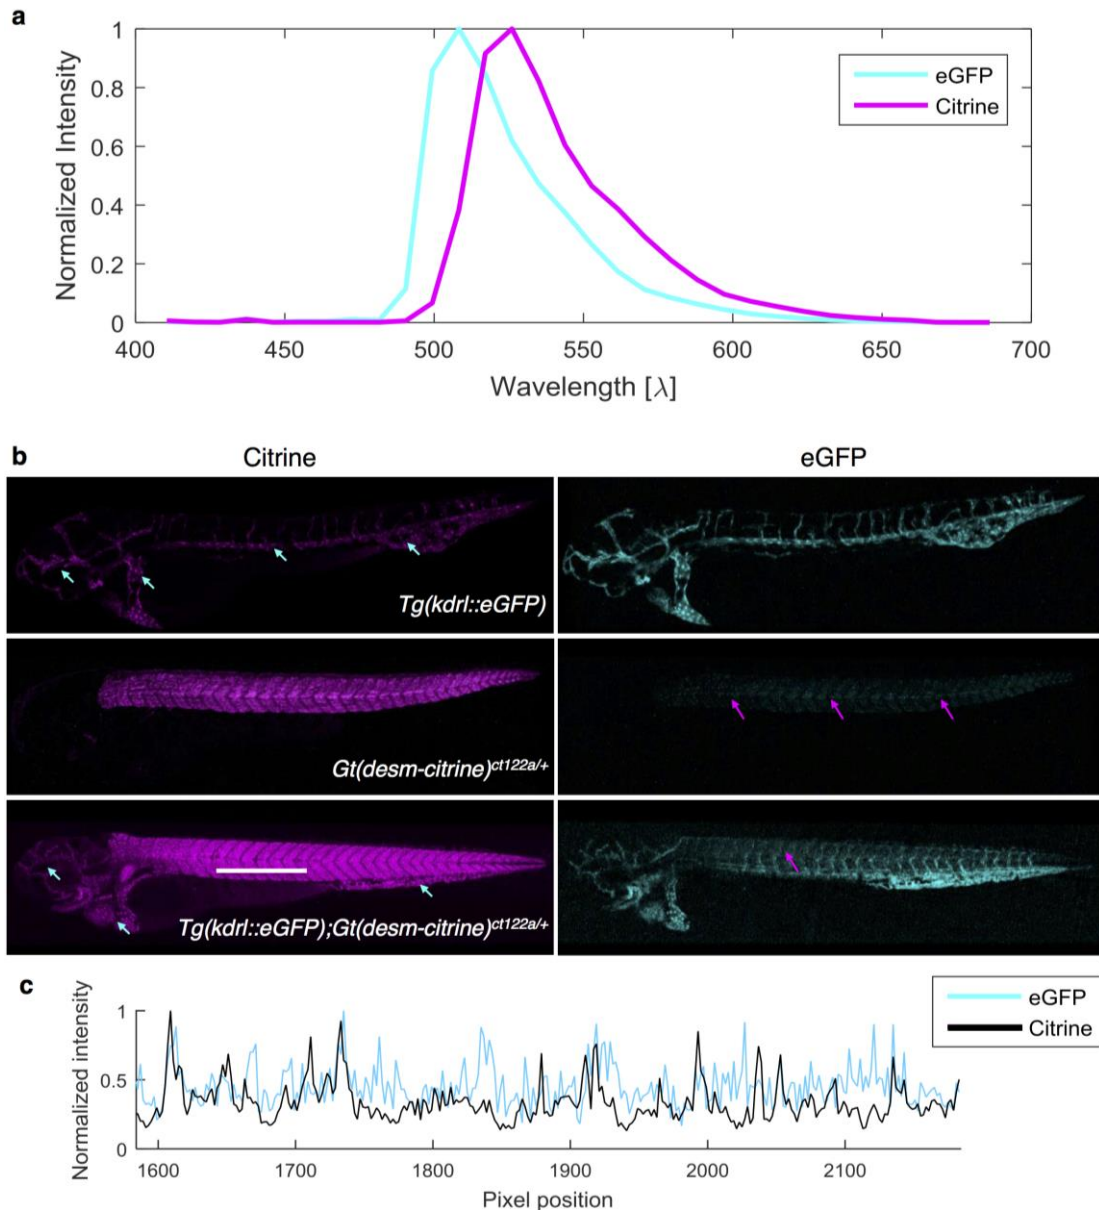 a
1
0.8
0.6
0.4
0.2
0
Normalized Intensity
400 450 500 550 600 650 700
Wavelength [λ]
eGFP
Citrine
b
Citrine eGFP
Tg(kdrl::eGFP)
Gt(desm-citrine)ct122a/+
Tg(kdrl::eGFP);Gt(desm-citrine)ct122a/+
c
Normalized intensity
1
0.5
0
1600 1700 1800 1900 2000 2100
Pixel position
eGFP
Citrine